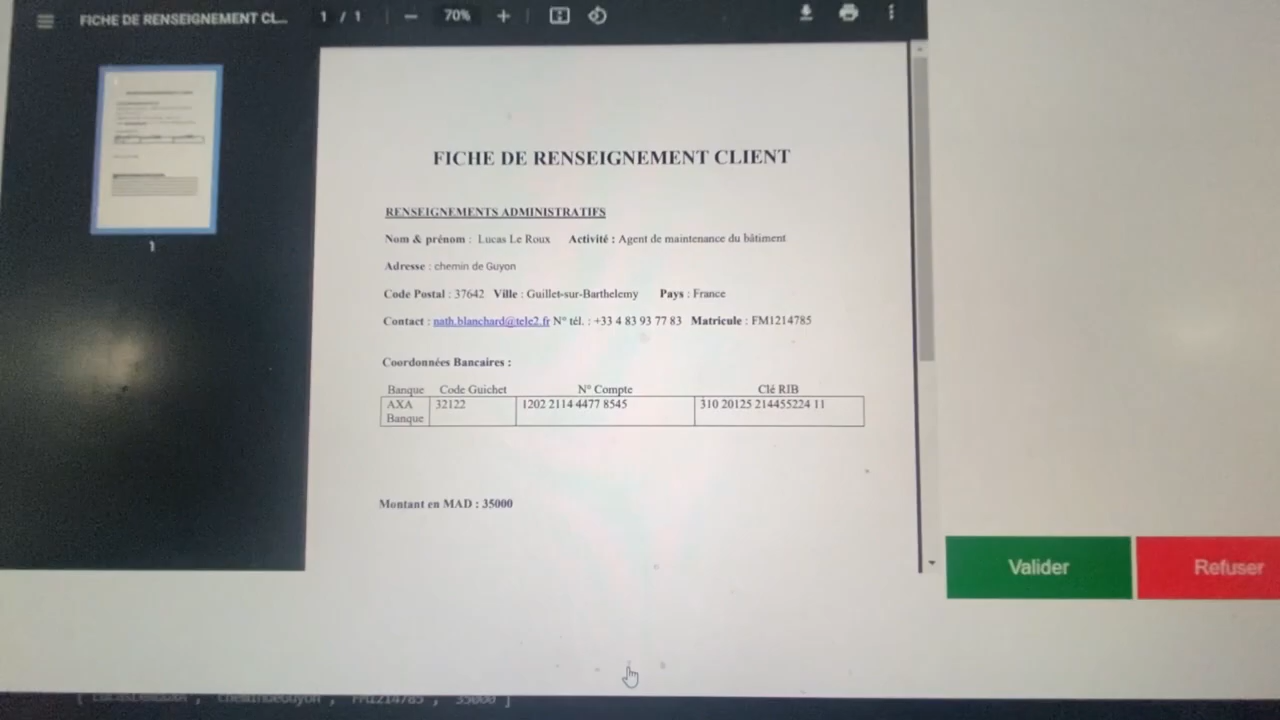 FICHE DE RENSEIGNEMENT CL...
1 / 1
70%
FICHE DE RENSEIGNEMENT CLIENT
RENSEIGNEMENTS ADMINISTRATIFS
Nom & prénom : Lucas Le Roux Activité : Agent de maintenance du bâtiment
Adresse : chemin de Guyon
Code Postal : 37642 Ville : Guillet-sur-Barthelemy Pays : France
Contact : nath.blanchard@tele2.fr N° tél. : +33 4 83 93 77 83 Matricule : FM1214785
Coordonnées Bancaires :
Banque Code Guichet N° Compte Clé RIB
AXA 32122 1202 2114 4477 8545 310 20125 214455224 11
Banque
Montant en MAD : 35000
1
Valider
Refuser